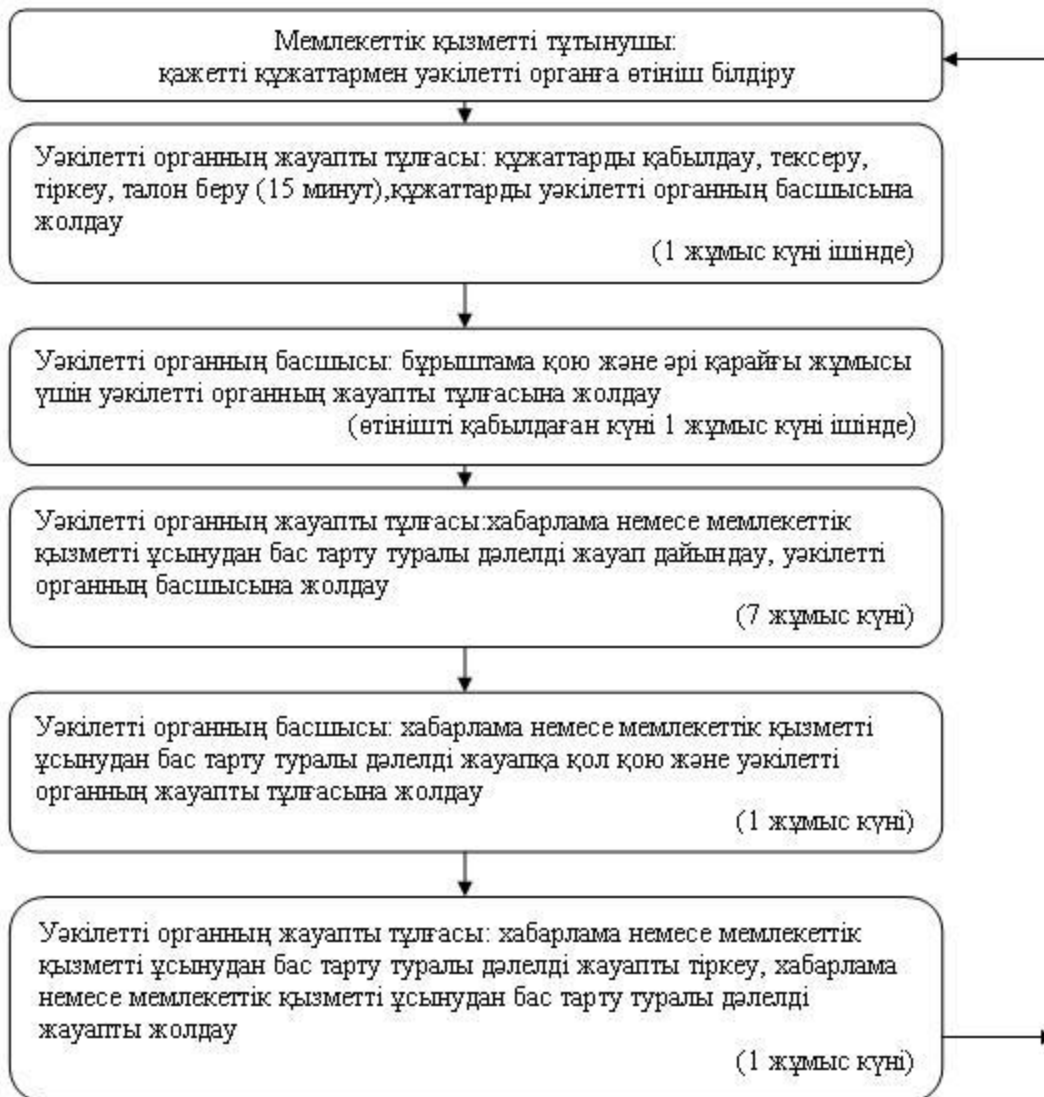 Мемлекеттік қызметті тұтынушы:
қажетті құжаттармен уәкілетті органға өтініш білдіру
Уәкілетті органның жауапты тұлғасы: құжаттарды қабылдау, тексеру,
тіркеу, талон беру (15 минут),құжаттарды уәкілетті органның басшысына
жолдау
(1 жұмыс күні ішінде)
Уәкілетті органның басшысы: бұрыштама қою және әрі қарайғы жұмысы
үшін уәкілетті органның жауапты тұлғасына жолдау
(өтінішті қабылдаған күні 1 жұмыс күні ішінде)
Уәкілетті органның жауапты тұлғасы:хабарлама немесе мемлекеттік
қызметті ұсынудан бас тарту туралы дәлелді жауап дайындау, уәкілетті
органның басшысына жолдау
(7 жұмыс күні)
Уәкілетті органның басшысы: хабарлама немесе мемлекеттік қызметті
ұсынудан бас тарту туралы дәлелді жауапқа қол қою және уәкілетті
органның жауапты тұлғасына жолдау
(1 жұмыс күні)
Уәкілетті органның жауапты тұлғасы: хабарлама немесе мемлекеттік
қызметті ұсынудан бас тарту туралы дәлелді жауапты тіркеу, хабарлама
немесе мемлекеттік қызметті ұсынудан бас тарту туралы дәлелді
жауапты жолдау
(1 жұмыс күні)